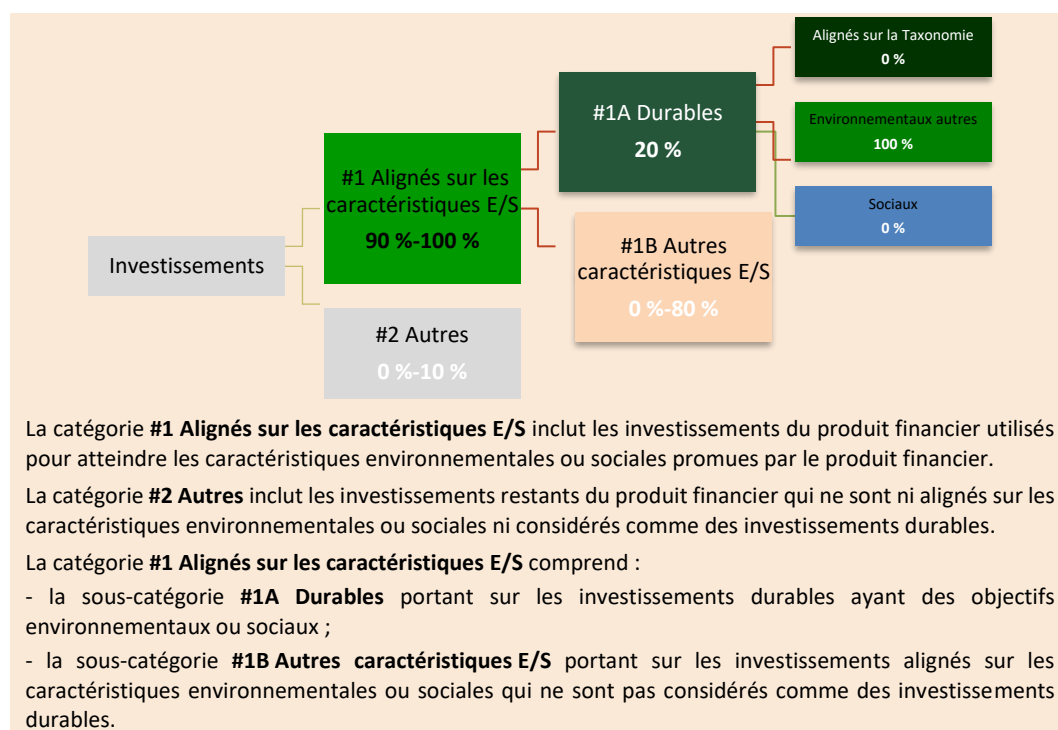 Alignés sur la Taxonomie
0 %
#1A Durables
20 %
Environnementaux autres
100 %
#1 Alignés sur les
caractéristiques E/S
90 %-100 %
Sociaux
0 %
Investissements
#1B Autres
caractéristiques E/S
0 %-80 %
#2 Autres
0 %-10 %
La catégorie #1 Alignés sur les caractéristiques E/S inclut les investissements du produit financier utilisés
pour atteindre les caractéristiques environnementales ou sociales promues par le produit financier.
La catégorie #2 Autres inclut les investissements restants du produit financier qui ne sont ni alignés sur les
caractéristiques environnementales ou sociales ni considérés comme des investissements durables.
La catégorie #1 Alignés sur les caractéristiques E/S comprend :
- la sous-catégorie #1A Durables portant sur les investissements durables ayant des objectifs
environnementaux ou sociaux ;
- la sous-catégorie #1B Autres caractéristiques E/S portant sur les investissements alignés sur les
caractéristiques environnementales ou sociales qui ne sont pas considérés comme des investissements
durables.